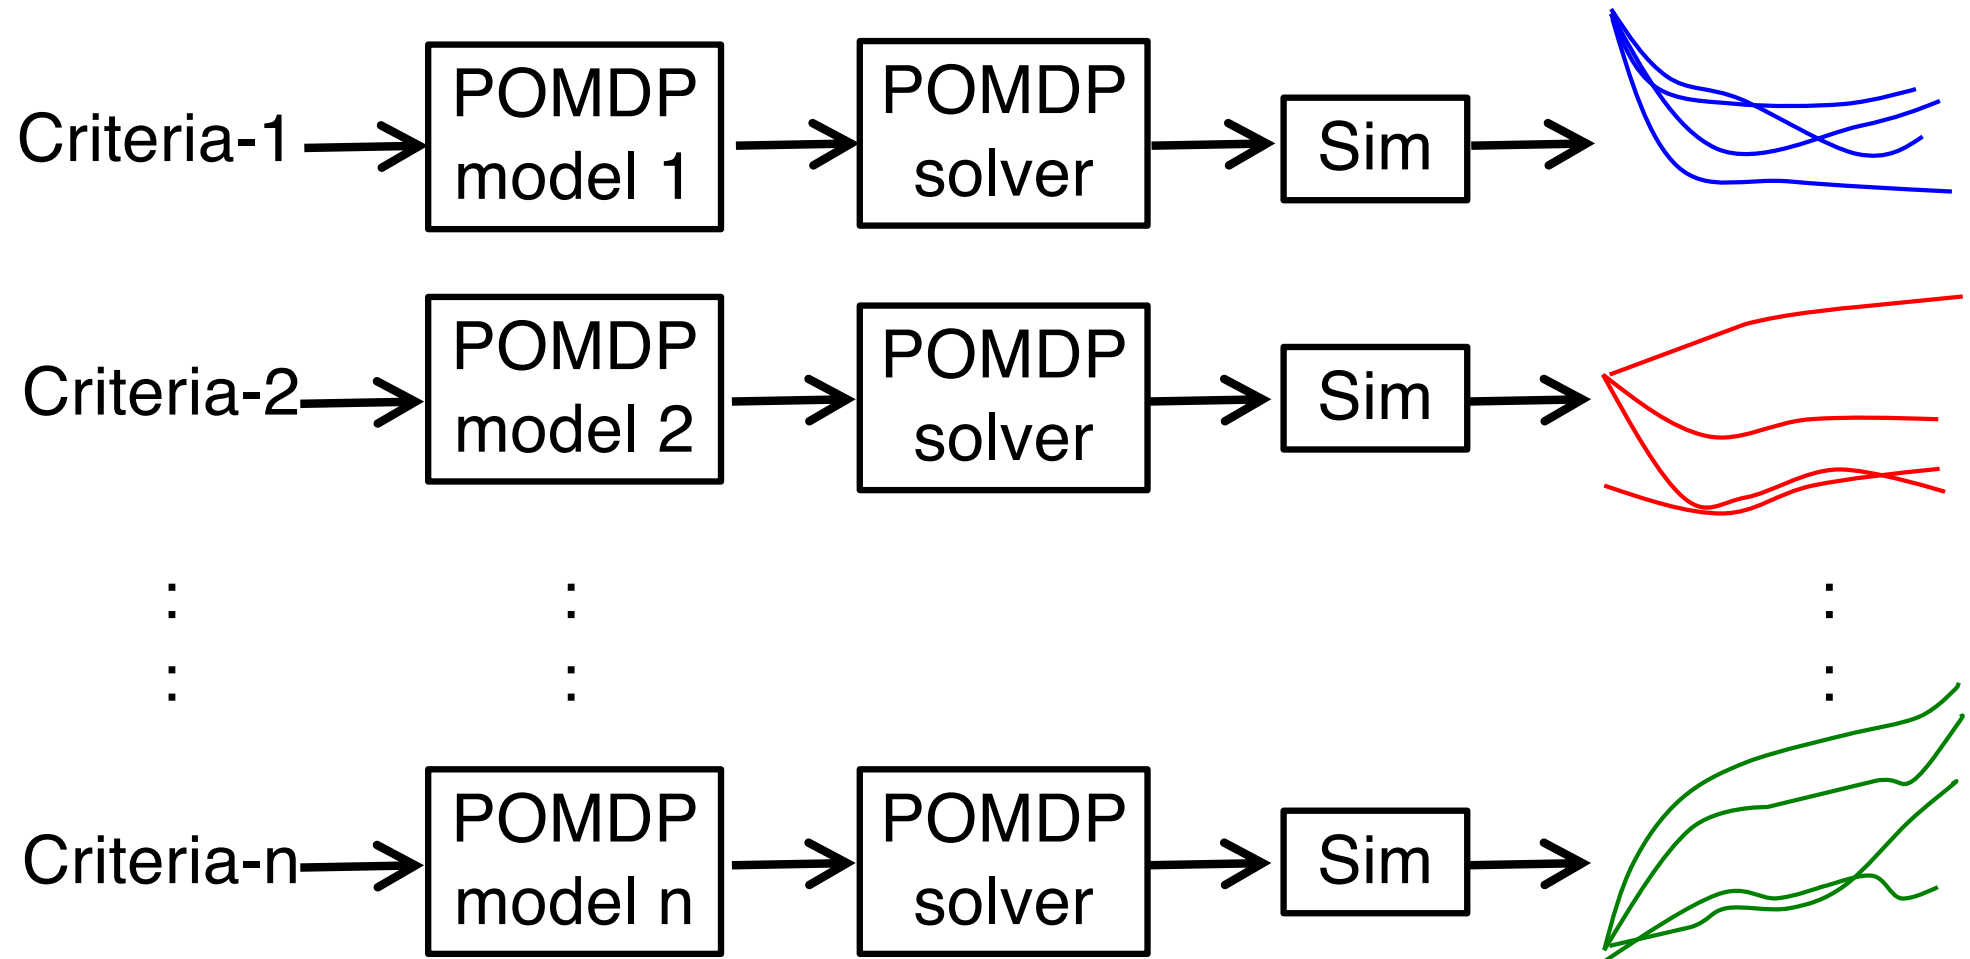 Criteria-1
POMDP
model 1
POMDP
solver
Sim
Criteria-2
POMDP
model 2
POMDP
solver
Sim
: : :
: : :
Criteria-n
POMDP
model n
POMDP
solver
Sim